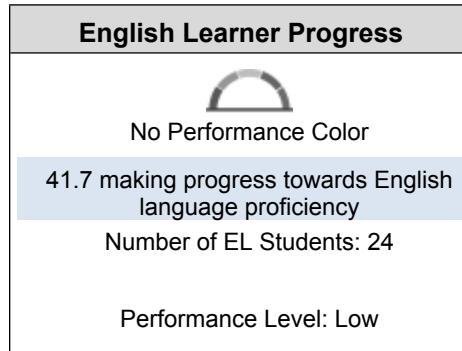 English Learner Progress
No Performance Color
41.7 making progress towards English
language proficiency
Number of EL Students: 24
Performance Level: Low